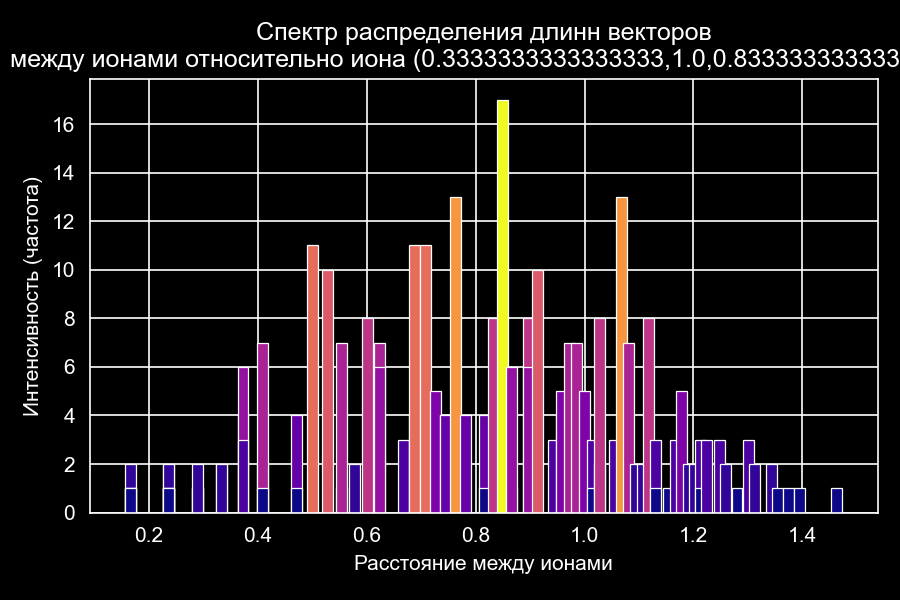 Спектр распределения длинн векторов
между ионами относительно иона (0.3333333333333333,1.0,0.833333333333
Интенсивность (частота)
16
14
12
10
8
6
4
2
0
0.2 0.4 0.6 0.8 1.0 1.2 1.4
Расстояние между ионами